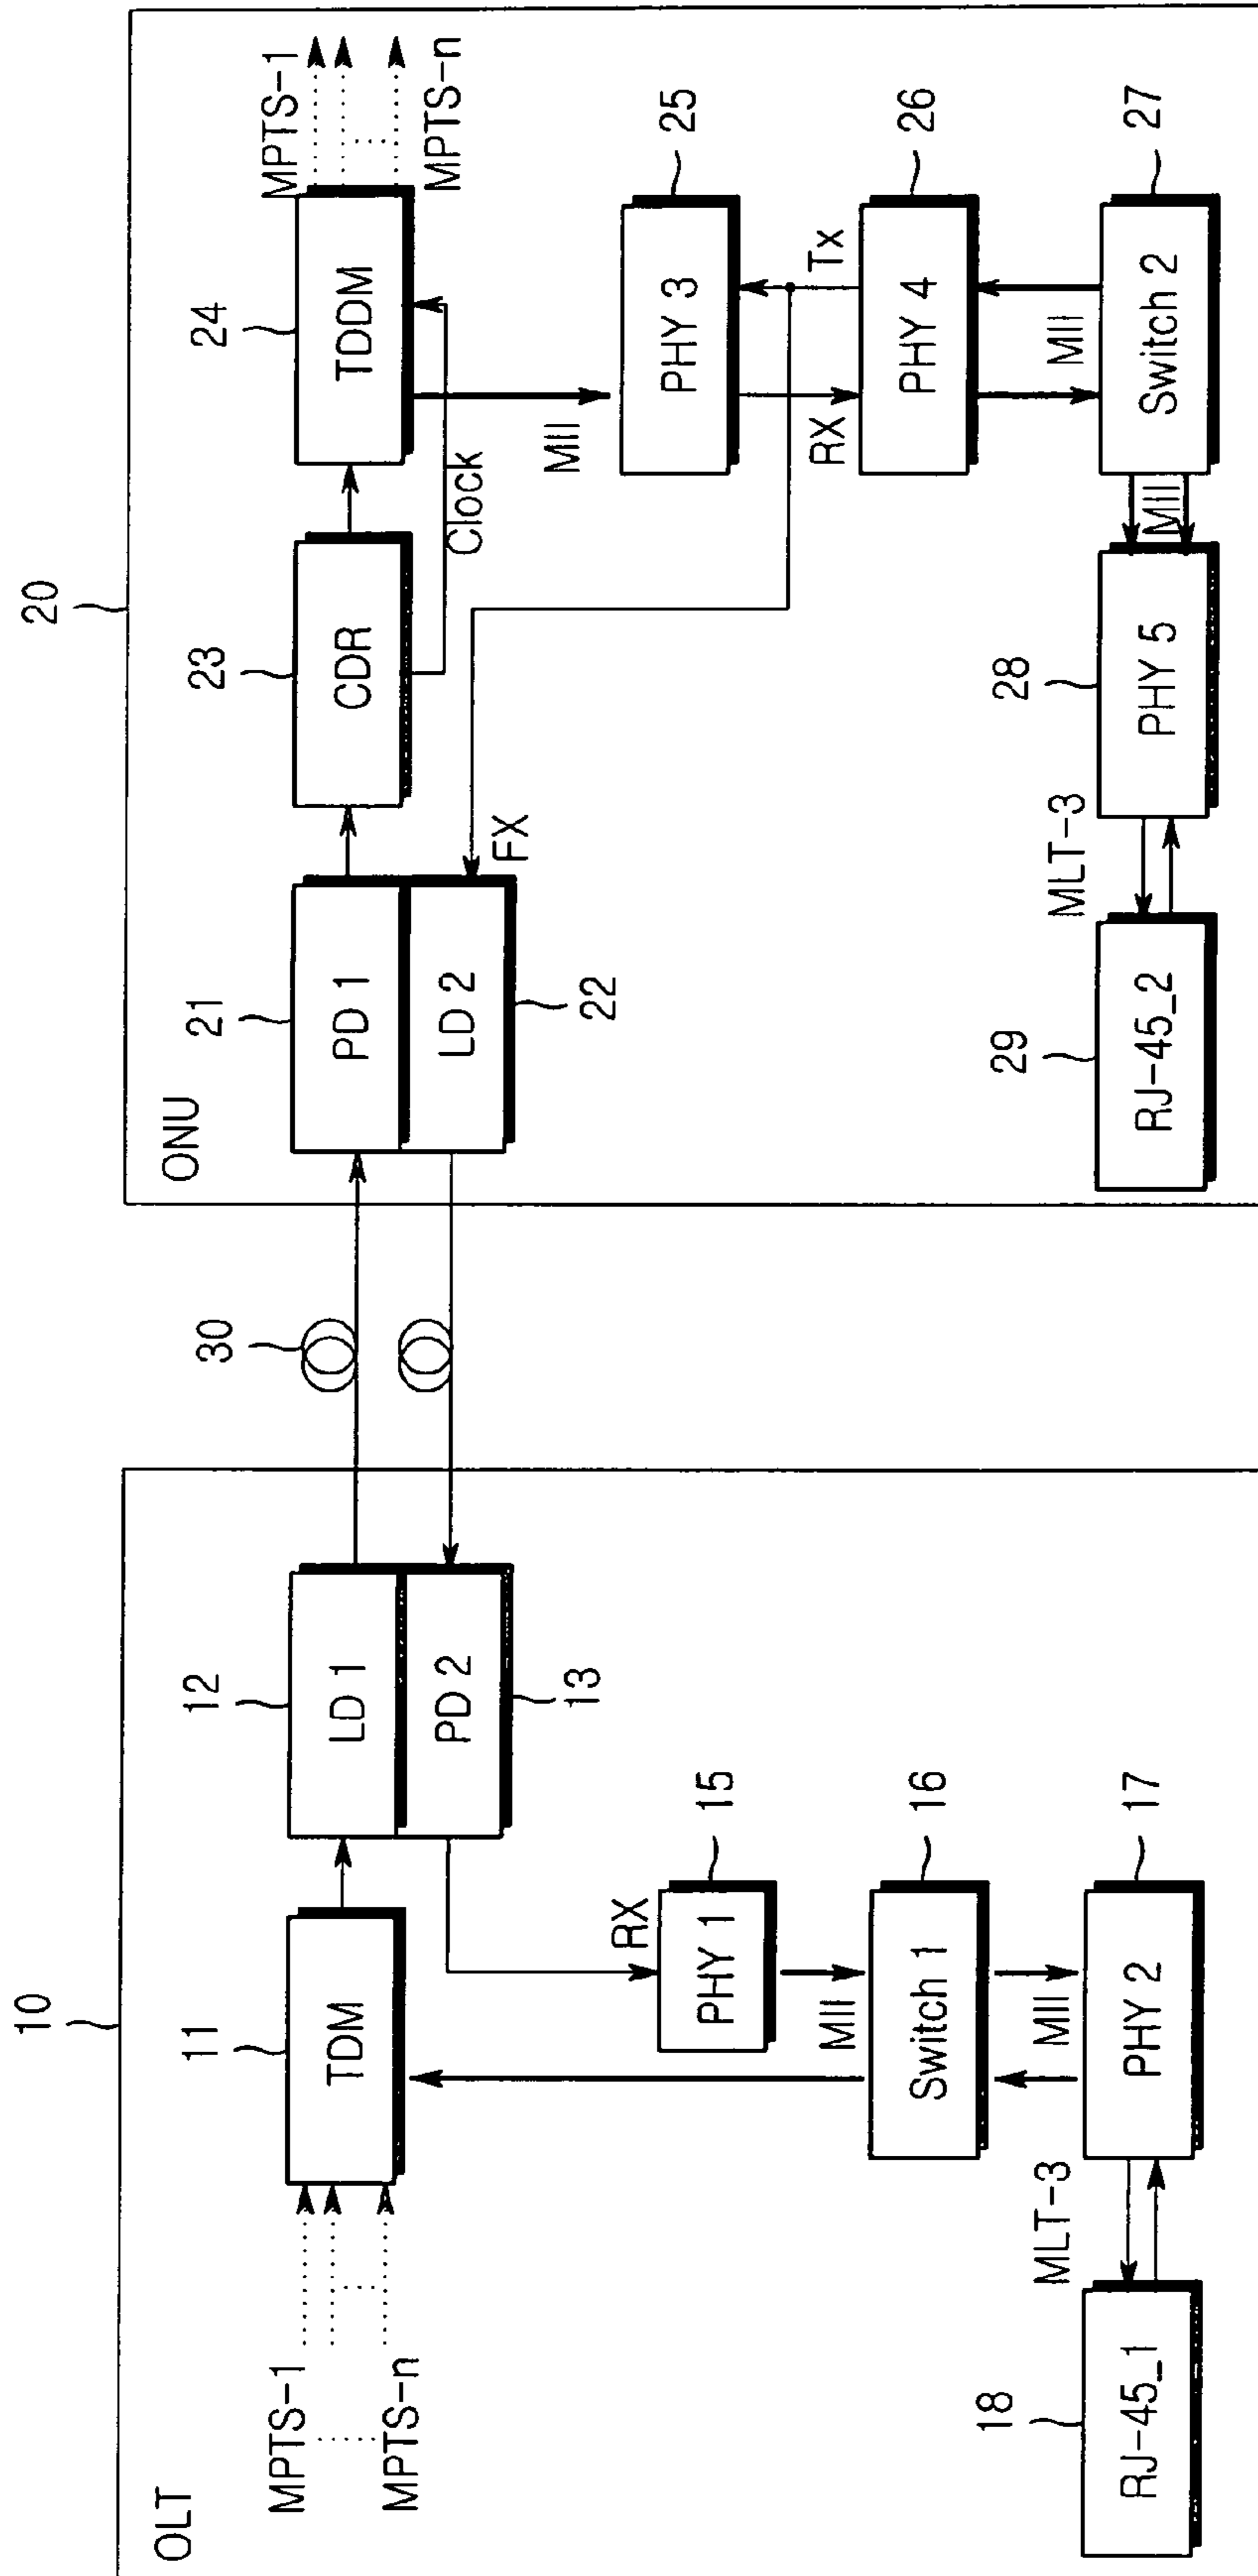 10
OLT
MPTS-1
MPTS-n
11
TDM
12
LD 1
PD 2
13
RX
PHY 1
15
MII
Switch 1
16
MII
PHY 2
17
MLT-3
RJ-45_1
18
30
20
ONU
21
PD 1
LD 2
22
FX
23
CDR
Clock
24
TDDM
MPTS-1
MPTS-n
MII
PHY 3
25
RX
Tx
PHY 4
26
MII
Switch 2
27
MII
PHY 5
28
MLT-3
RJ-45_2
29